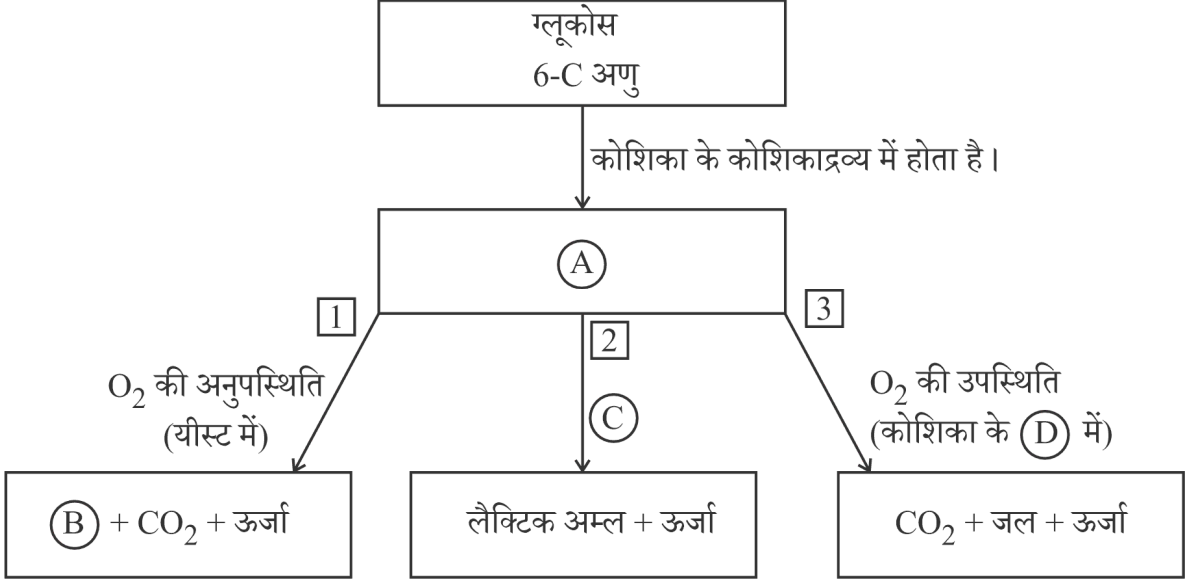 ग्लूकोस
6-C अणु
कोशिका के कोशिकाद्रव्य में होता है।
A
1
2
3
O₂ की अनुपस्थिति
(यीस्ट में)
C
O₂ की उपस्थिति
(कोशिका के D में)
B + CO₂ + ऊर्जा
लैक्टिक अम्ल + ऊर्जा
CO₂ + जल + ऊर्जा